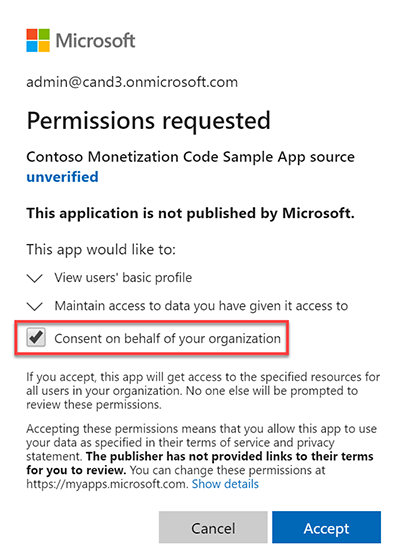 Microsoft
admin@cand3.onmicrosoft.com
Permissions requested
Contoso Monetization Code Sample App source
unverified
This application is not published by Microsoft.
This app would like to:
View users' basic profile
Maintain access to data you have given it access to
Consent on behalf of your organization
If you accept, this app will get access to the specified resources for
all users in your organization. No one else will be prompted to
review these permissions.
Accepting these permissions means that you allow this app to use
your data as specified in their terms of service and privacy
statement. The publisher has not provided links to their terms
for you to review. You can change these permissions at
https://myapps.microsoft.com. Show details
Cancel
Accept